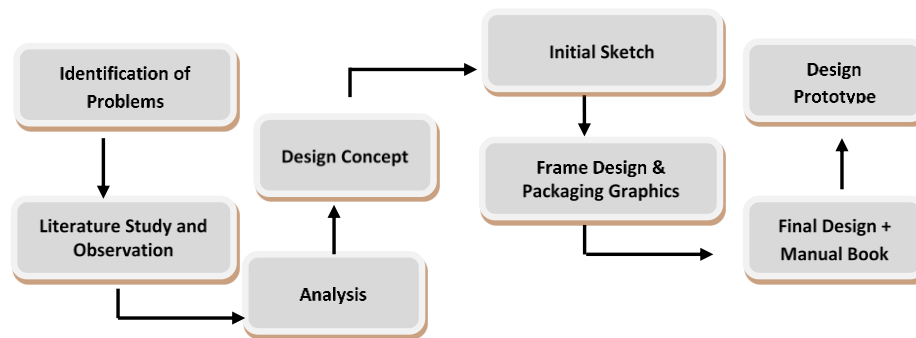 Identification of
Problems
Literature Study and
Observation
Analysis
Design Concept
Initial Sketch
Frame Design &
Packaging Graphics
Final Design +
Manual Book
Design
Prototype